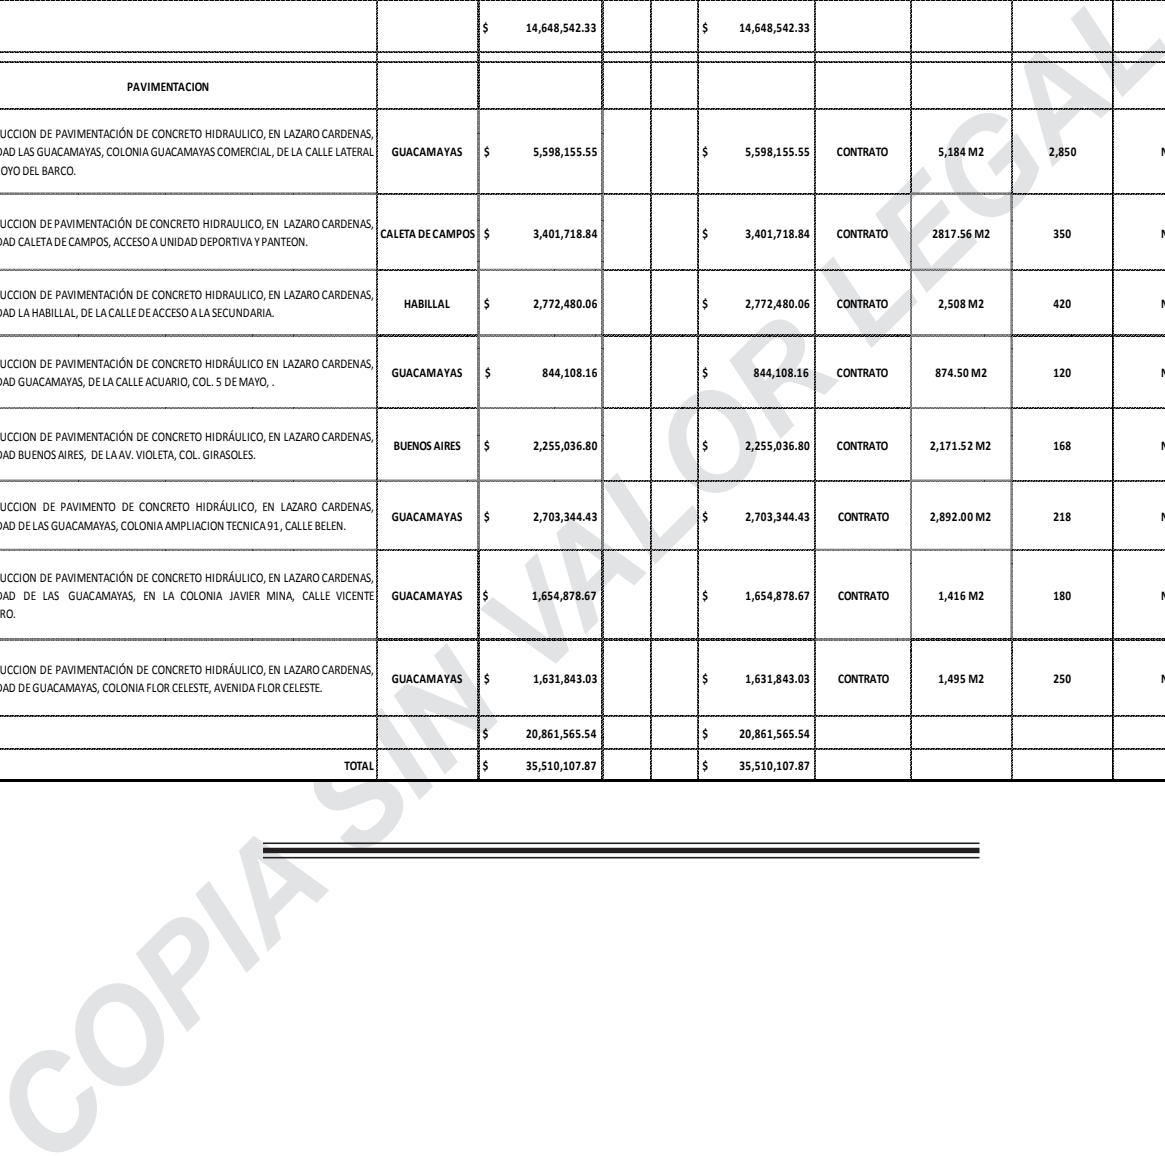 $ 14,648,542.33 $ 14,648,542.33
PAVIMENTACION
UCCION DE PAVIMENTACIÓN DE CONCRETO HIDRAULICO, EN LAZARO CARDENAS,
DAD LAS GUACAMAYAS, COLONIA GUACAMAYAS COMERCIAL, DE LA CALLE LATERAL
OYO DEL BARCO.
GUACAMAYAS $ 5,598,155.55 $ 5,598,155.55 CONTRATO 5,184 M2 2,850
UCCION DE PAVIMENTACIÓN DE CONCRETO HIDRAULICO, EN LAZARO CARDENAS,
DAD CALETA DE CAMPOS, ACCESO A UNIDAD DEPORTIVA Y PANTEON.
CALETA DE CAMPOS $ 3,401,718.84 $ 3,401,718.84 CONTRATO 2817.56 M2 350
UCCION DE PAVIMENTACIÓN DE CONCRETO HIDRAULICO, EN LAZARO CARDENAS,
DAD LA HABILLAL, DE LA CALLE DE ACCESO A LA SECUNDARIA.
HABILLAL $ 2,772,480.06 $ 2,772,480.06 CONTRATO 2,508 M2 420
UCCION DE PAVIMENTACIÓN DE CONCRETO HIDRÁULICO EN LAZARO CARDENAS,
DAD GUACAMAYAS, DE LA CALLE ACUARIO, COL. 5 DE MAYO, .
GUACAMAYAS $ 844,108.16 $ 844,108.16 CONTRATO 874.50 M2 120
UCCION DE PAVIMENTACIÓN DE CONCRETO HIDRÁULICO, EN LAZARO CARDENAS,
DAD BUENOS AIRES, DE LA AV. VIOLETA, COL. GIRASOLES.
BUENOS AIRES $ 2,255,036.80 $ 2,255,036.80 CONTRATO 2,171.52 M2 168
UCCION DE PAVIMENTO DE CONCRETO HIDRÁULICO, EN LAZARO CARDENAS,
DAD DE LAS GUACAMAYAS, COLONIA AMPLIACION TECNICA 91, CALLE BELEN.
GUACAMAYAS $ 2,703,344.43 $ 2,703,344.43 CONTRATO 2,892.00 M2 218
UCCION DE PAVIMENTACIÓN DE CONCRETO HIDRÁULICO, EN LAZARO CARDENAS,
DAD DE LAS GUACAMAYAS, EN LA COLONIA JAVIER MINA, CALLE VICENTE
RO.
GUACAMAYAS $ 1,654,878.67 $ 1,654,878.67 CONTRATO 1,416 M2 180
UCCION DE PAVIMENTACIÓN DE CONCRETO HIDRÁULICO, EN LAZARO CARDENAS,
DAD DE GUACAMAYAS, COLONIA FLOR CELESTE, AVENIDA FLOR CELESTE.
GUACAMAYAS $ 1,631,843.03 $ 1,631,843.03 CONTRATO 1,495 M2 250
$ 20,861,565.54 $ 20,861,565.54
TOTAL $ 35,510,107.87 $ 35,510,107.87
COPIA SIN VALOR LEGAL